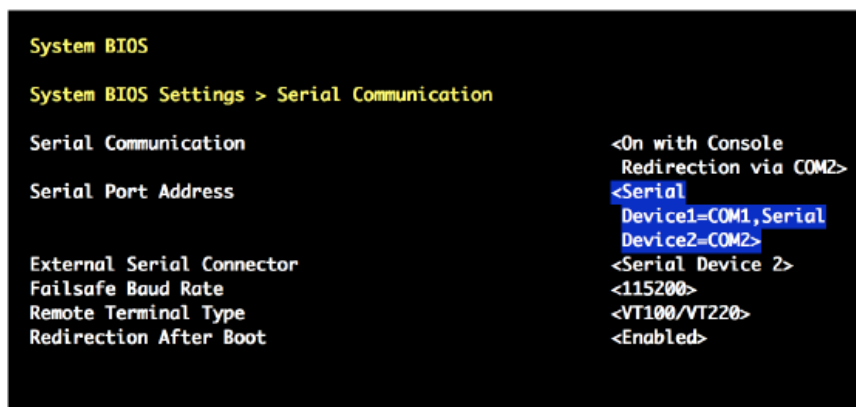 System BIOS
System BIOS Settings > Serial Communication
Serial Communication <On with Console
Redirection via COM2>
Serial Port Address <Serial
Device1=COM1,Serial
Device2=COM2>
External Serial Connector <Serial Device 2>
Failsafe Baud Rate <115200>
Remote Terminal Type <VT100/VT220>
Redirection After Boot <Enabled>